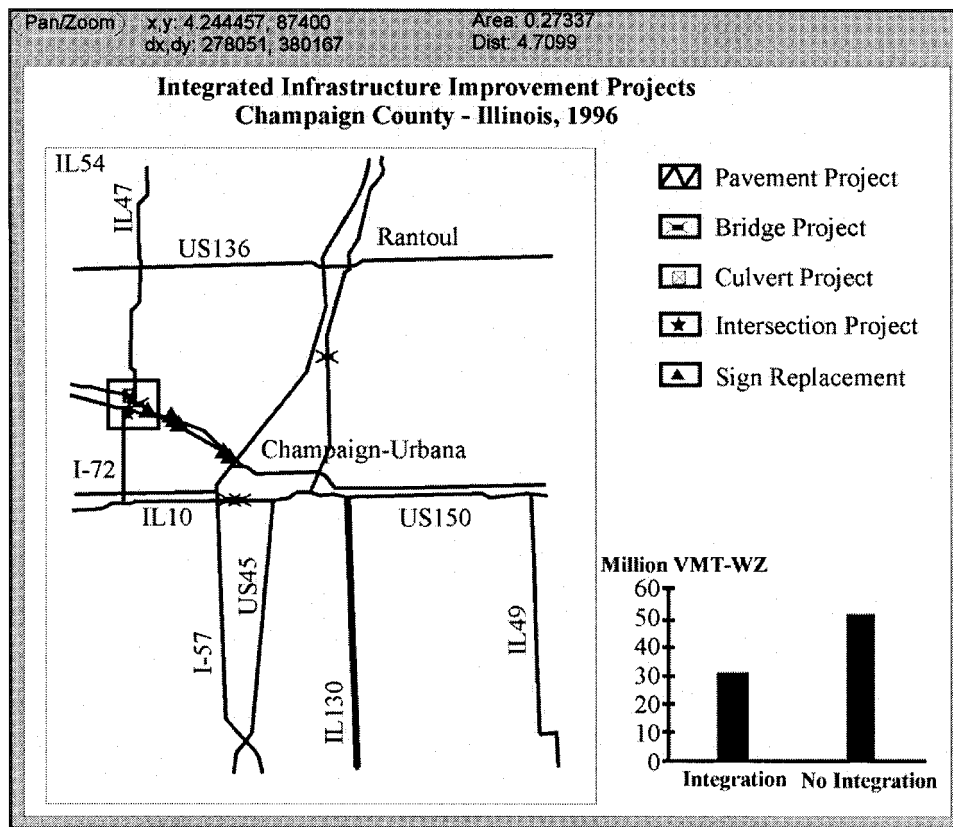 Pan/Zoom x,y: 4.244457, 87400 Area: 0.27337
dx,dy: 278051, 380167 Dist: 4.7099
Integrated Infrastructure Improvement Projects
Champaign County - Illinois, 1996
IL54
IL47
US136
Rantoul
Champaign-Urbana
I-72
IL10
US150
I-57
US45
IL130
IL49
Pavement Project
Bridge Project
Culvert Project
Intersection Project
Sign Replacement
Million VMT-WZ
60
50
40
30
20
10
0
Integration No Integration